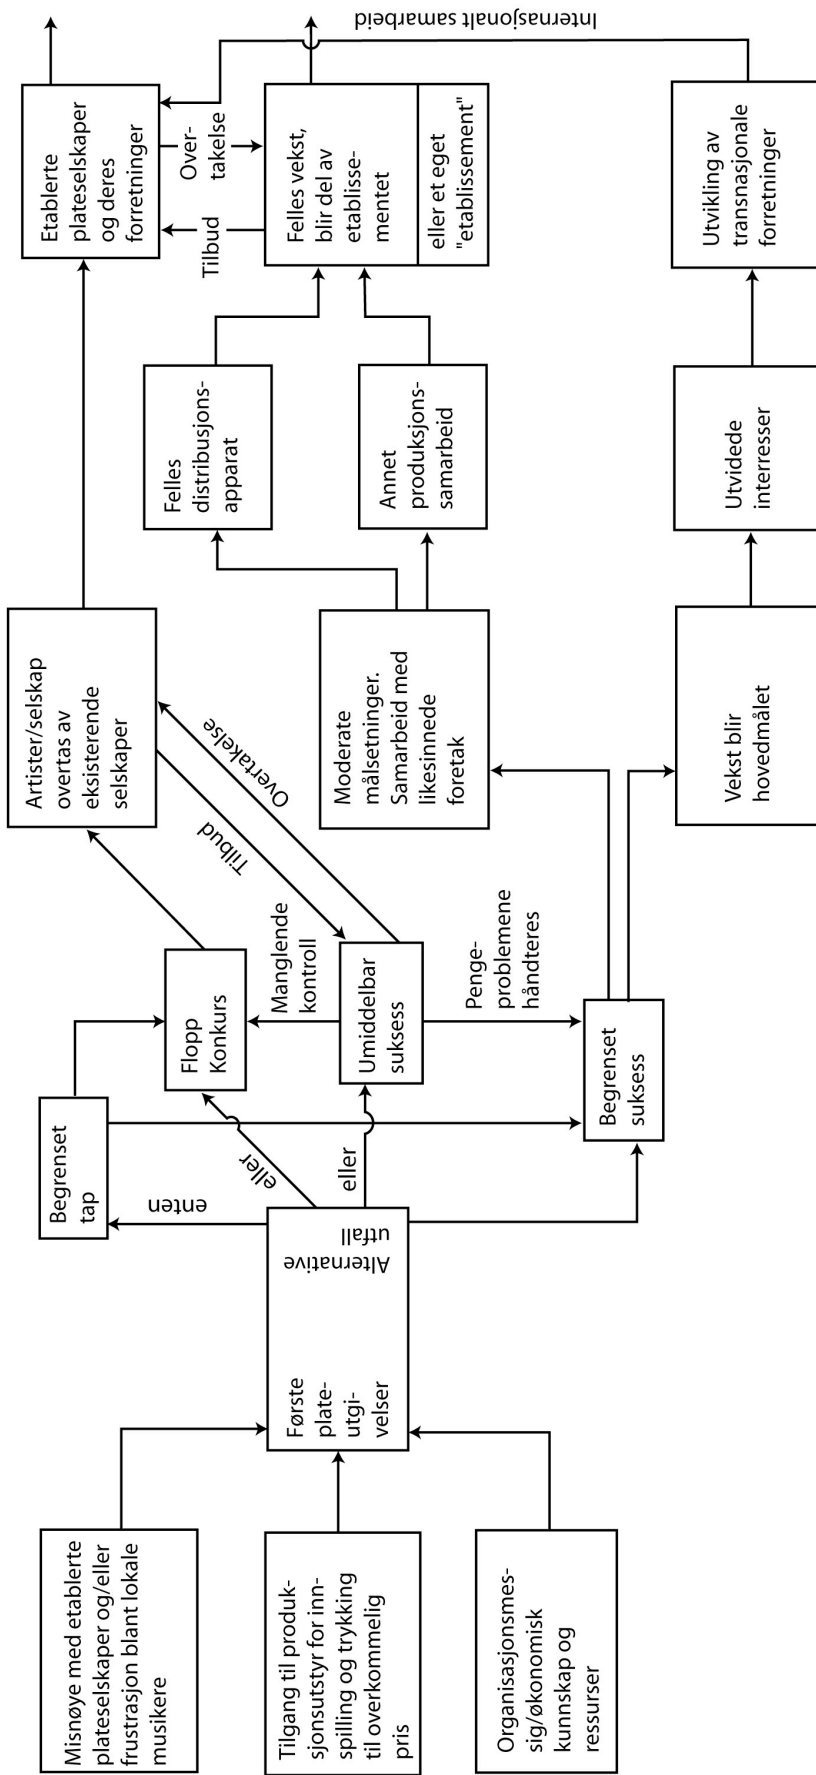 Misnøye med etablerte
plateselskaper og/eller
frustrasjon blant lokale
musikere
Tilgang til produk-
sjonsutstyr for inn-
spilling og trykking
til overkommelig
pris
Organisasjonsmes-
sig/økonomisk
kunnskap og
ressurser
Første
plate-
utgi-
velser
Alternative
utfall
enten
eller
eller
Begrenset
tap
Flopp
Konkurs
Manglende
kontroll
Umiddelbar
suksess
Penge-
problemene
håndteres
Begrenset
suksess
Tilbud
Overtakelse
Artister/selskap
overtas av
eksisterende
selskaper
Moderate
målsetninger.
Samarbeid med
likesinnede
foretak
Vekst blir
hovedmålet
Felles
distribusjons-
apparat
Annet
produksjons-
samarbeid
Utvidede
interresser
Etablerte
plateselskaper
og deres
forretninger
Tilbud
Over-
takelse
Felles vekst,
blir del av
etablisse-
mentet
eller et eget
"etablissement"
Utvikling av
transnasjonale
forretninger
Internasjonalt samarbeid